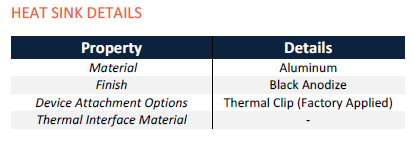 HEAT SINK DETAILS
Property Details
Material Aluminum
Finish Black Anodize
Device Attachment Options Thermal Clip (Factory Applied)
Thermal Interface Material -